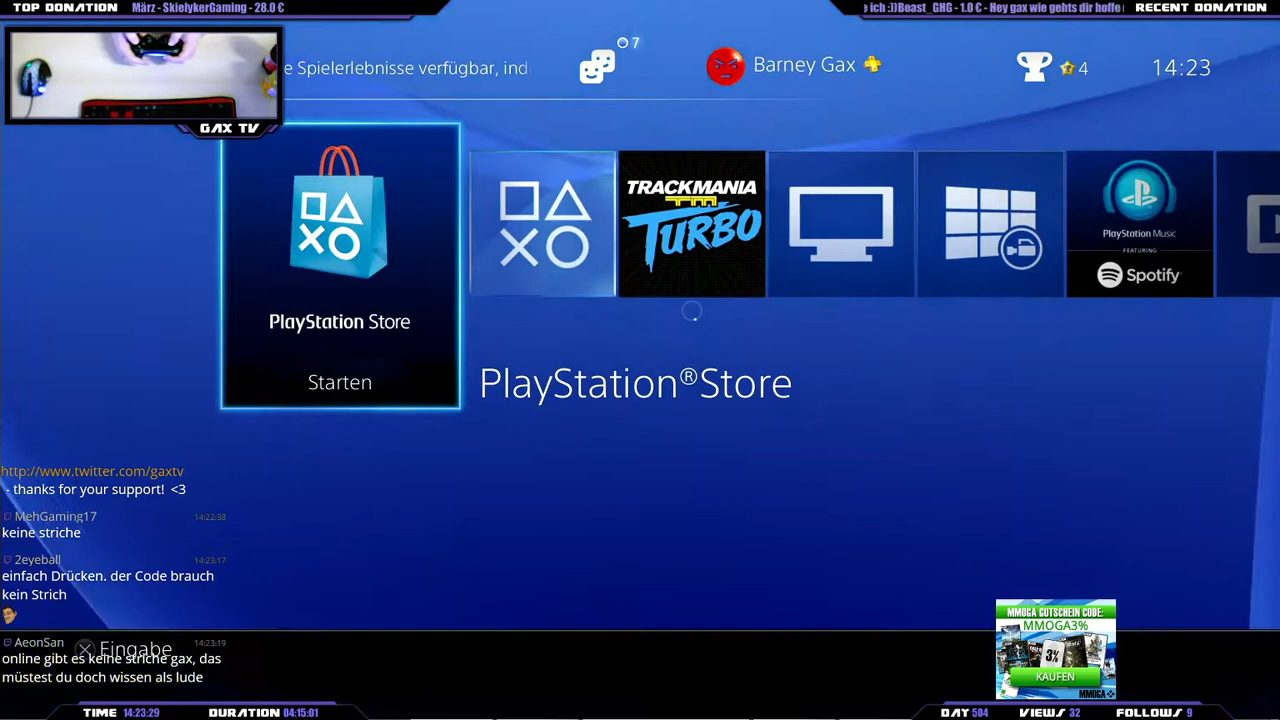 TOP DONATION März - SkielykerGaming - 28.0 €
e ich :))Beast_GHG - 1.0 € - Hey gax wie gehts dir hoffe RECENT DONATION
e Spielerlebnisse verfügbar, ind
7
Barney Gax
4
14:23
GAX TV
TRACKMANIA
TURBO
PlayStation Music
FEATURING
Spotify
PlayStation Store
Starten
PlayStation®Store
http://www.twitter.com/gaxtv
- thanks for your support! <3
MehGaming17 14:22:38
keine striche
2eyeball 14:23:17
einfach Drücken. der Code brauch
kein Strich
AeonSan 14:23:19
Eingabe
online gibt es keine striche gax, das
müstest du doch wissen als lude
MMOGA GUTSCHEIN CODE:
MMOGA3%
3%
KAUFEN
MMOGA
TIME 14:23:29 DURATION 04:15:01 DAY 504 VIEWS 32 FOLLOWS 9